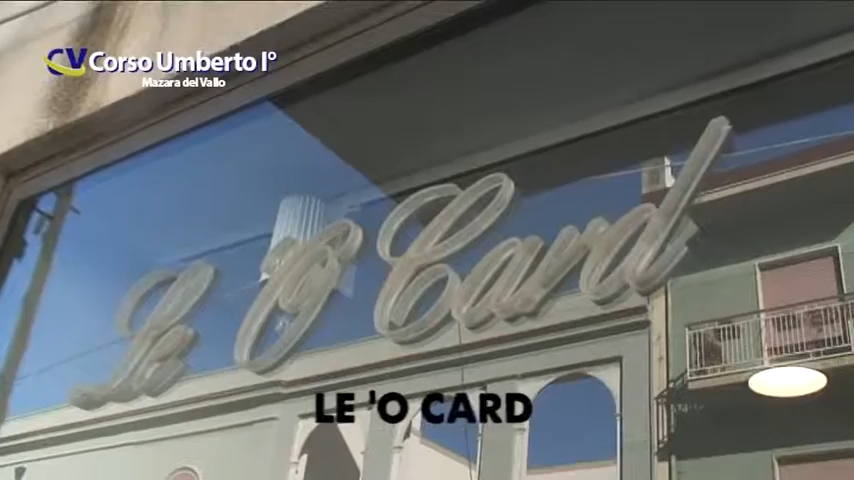 CV Corso Umberto I°
Mazara del Vallo
Le O Card
LE 'O CARD